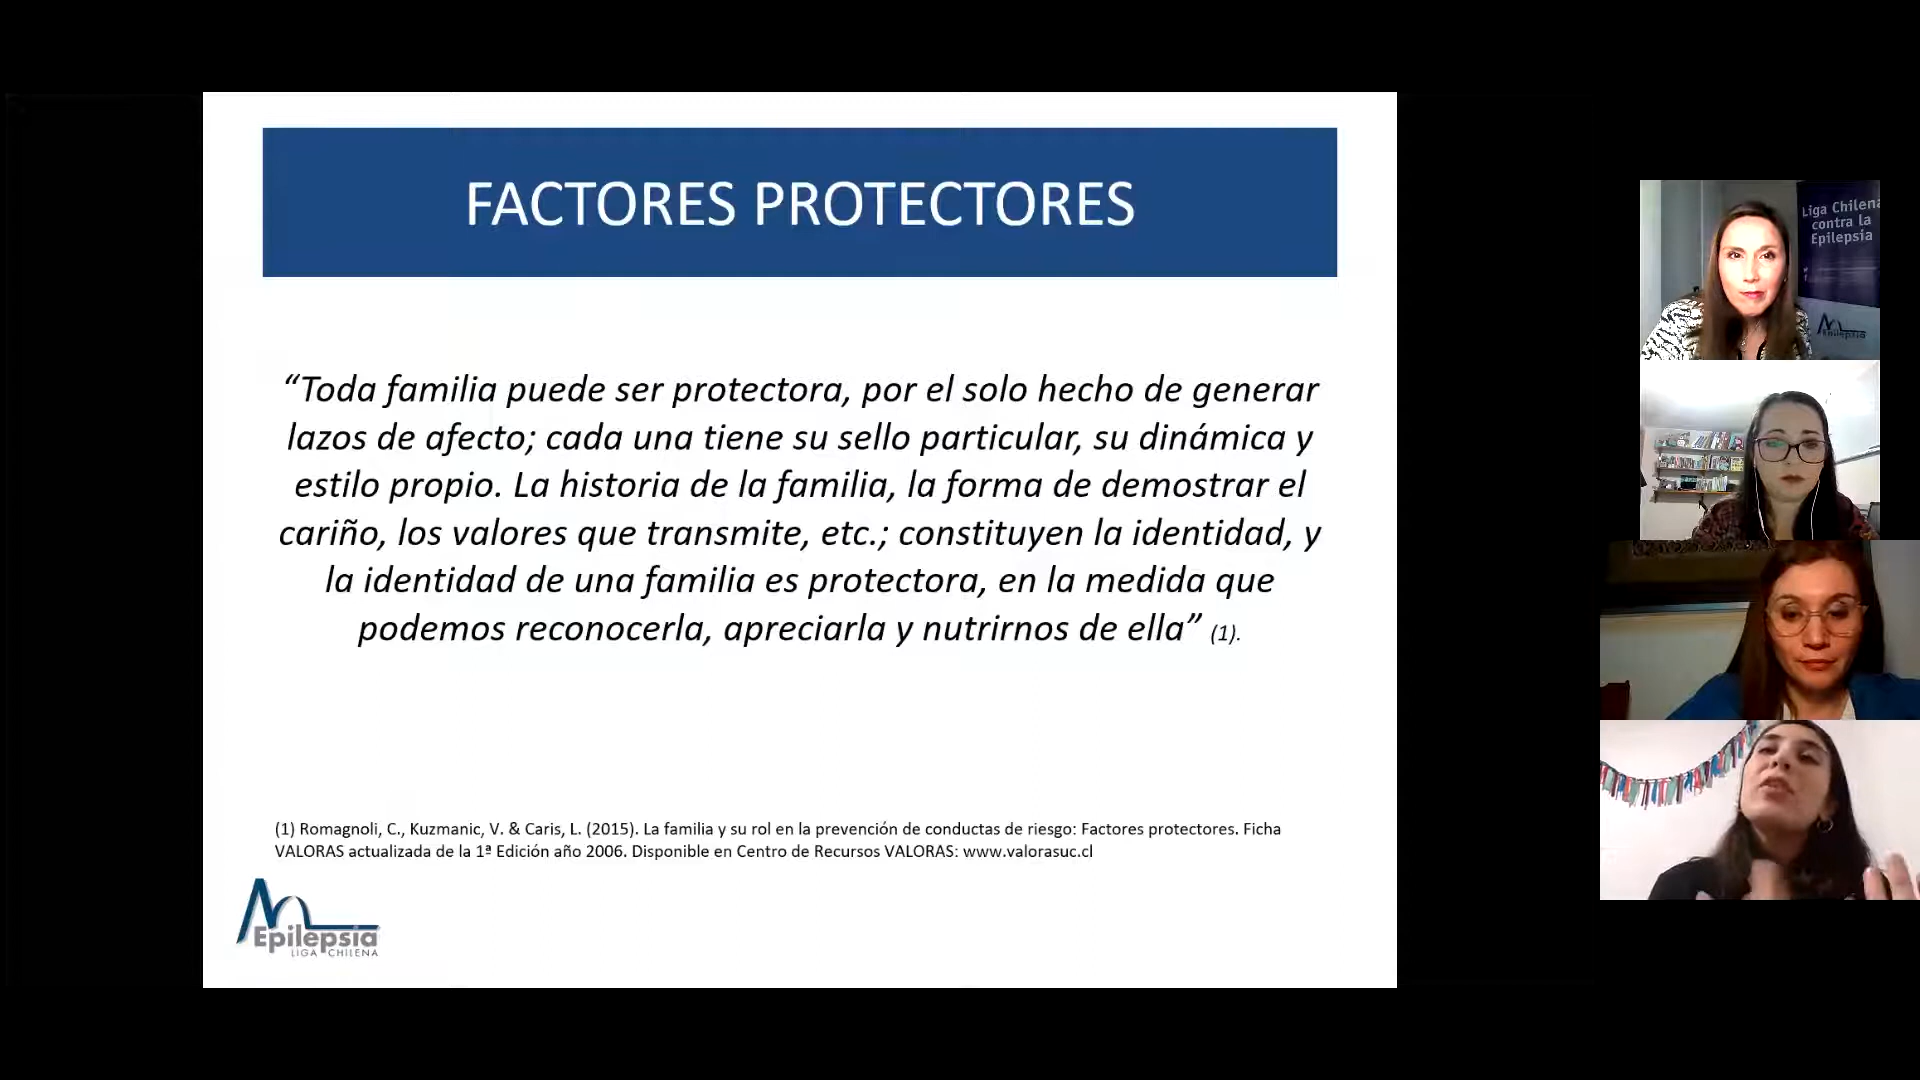 FACTORES PROTECTORES
“Toda familia puede ser protectora, por el solo hecho de generar
lazos de afecto; cada una tiene su sello particular, su dinámica y
estilo propio. La historia de la familia, la forma de demostrar el
cariño, los valores que transmite, etc.; constituyen la identidad, y
la identidad de una familia es protectora, en la medida que
podemos reconocerla, apreciarla y nutrirnos de ella” (1).
(1) Romagnoli, C., Kuzmanic, V. & Caris, L. (2015). La familia y su rol en la prevención de conductas de riesgo: Factores protectores. Ficha
VALORAS actualizada de la 1ª Edición año 2006. Disponible en Centro de Recursos VALORAS: www.valorasuc.cl
Epilepsia
LIGA CHILENA
Liga Chilena
contra la
Epilepsia
Epilepsia